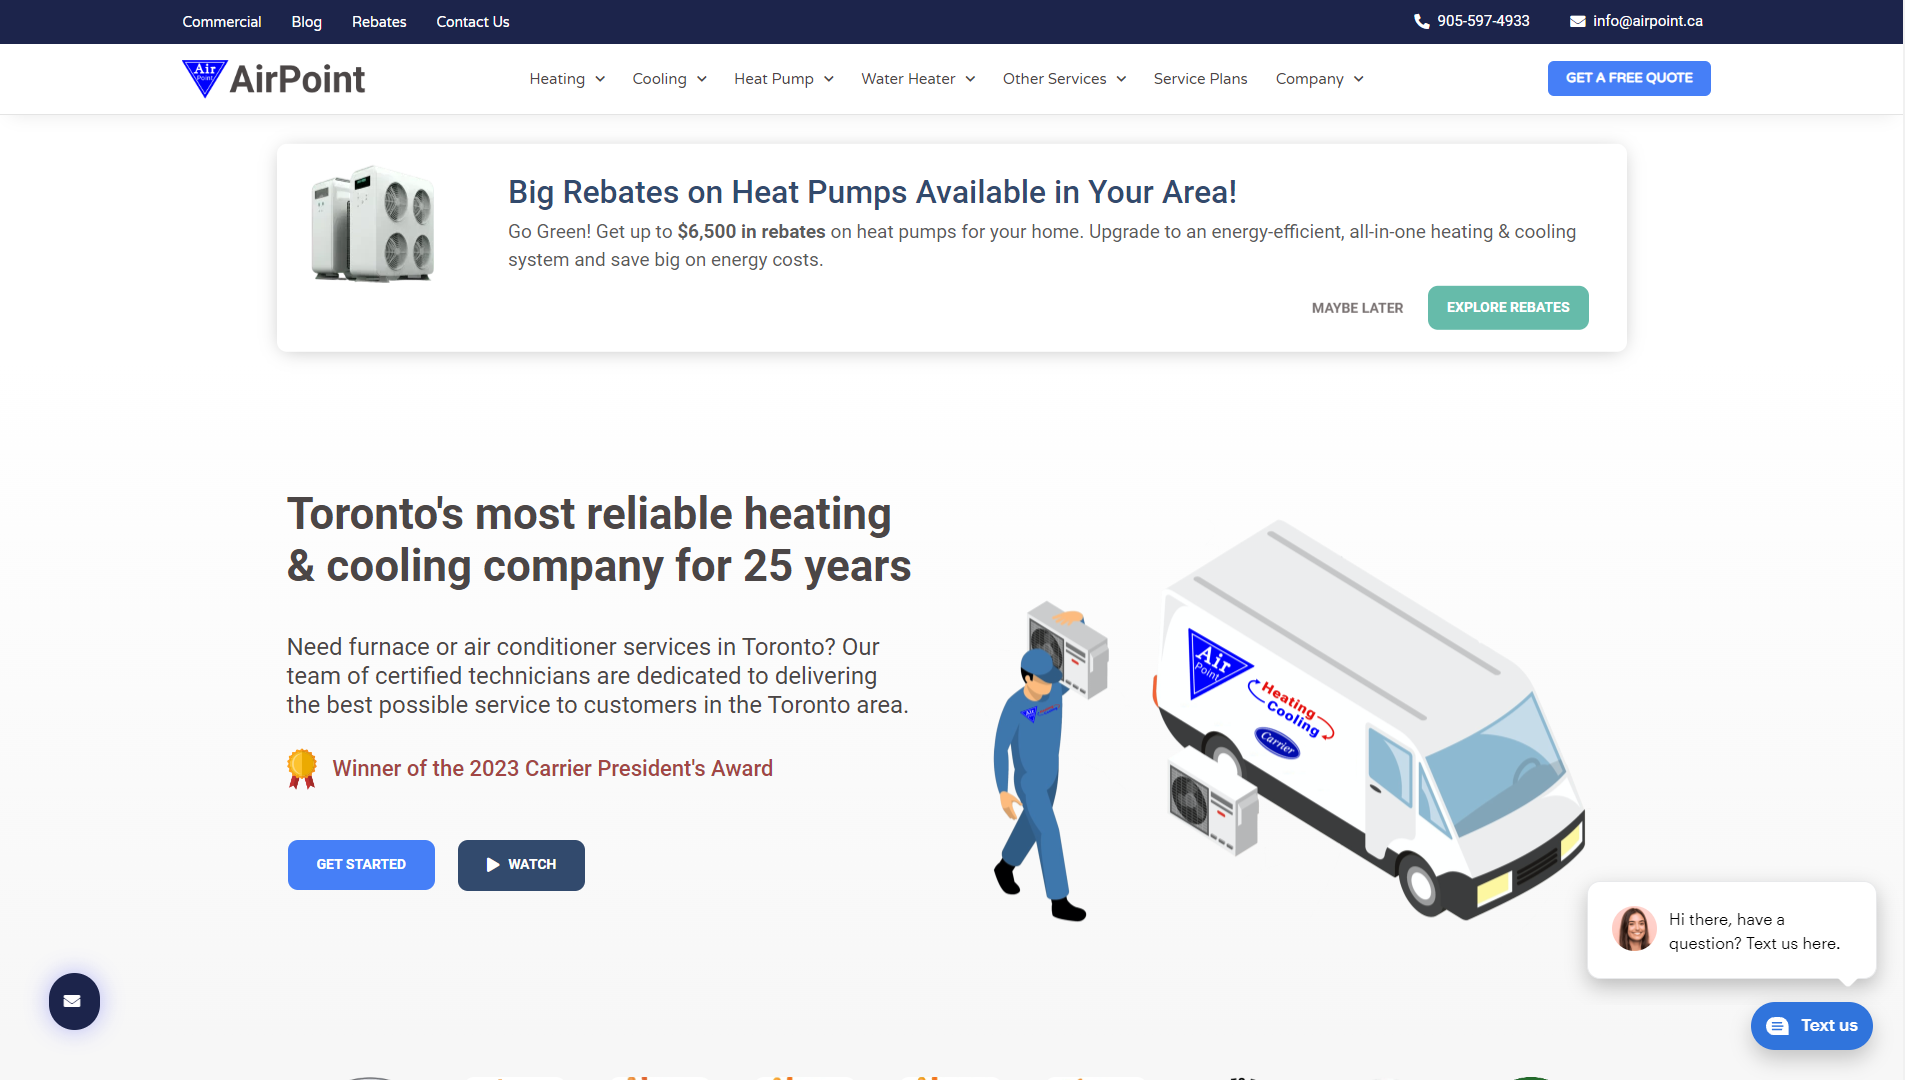 Commercial Blog Rebates Contact Us 905-597-4933 info@airpoint.ca
Air Point AirPoint
Heating Cooling Heat Pump Water Heater Other Services Service Plans Company GET A FREE QUOTE
Big Rebates on Heat Pumps Available in Your Area!
Go Green! Get up to $6,500 in rebates on heat pumps for your home. Upgrade to an energy-efficient, all-in-one heating & cooling
system and save big on energy costs.
MAYBE LATER EXPLORE REBATES
Toronto's most reliable heating
& cooling company for 25 years
Need furnace or air conditioner services in Toronto? Our
team of certified technicians are dedicated to delivering
the best possible service to customers in the Toronto area.
Winner of the 2023 Carrier President's Award
GET STARTED WATCH
Air
Point
Heating
Cooling
Carrier
Hi there, have a
question? Text us here.
Text us